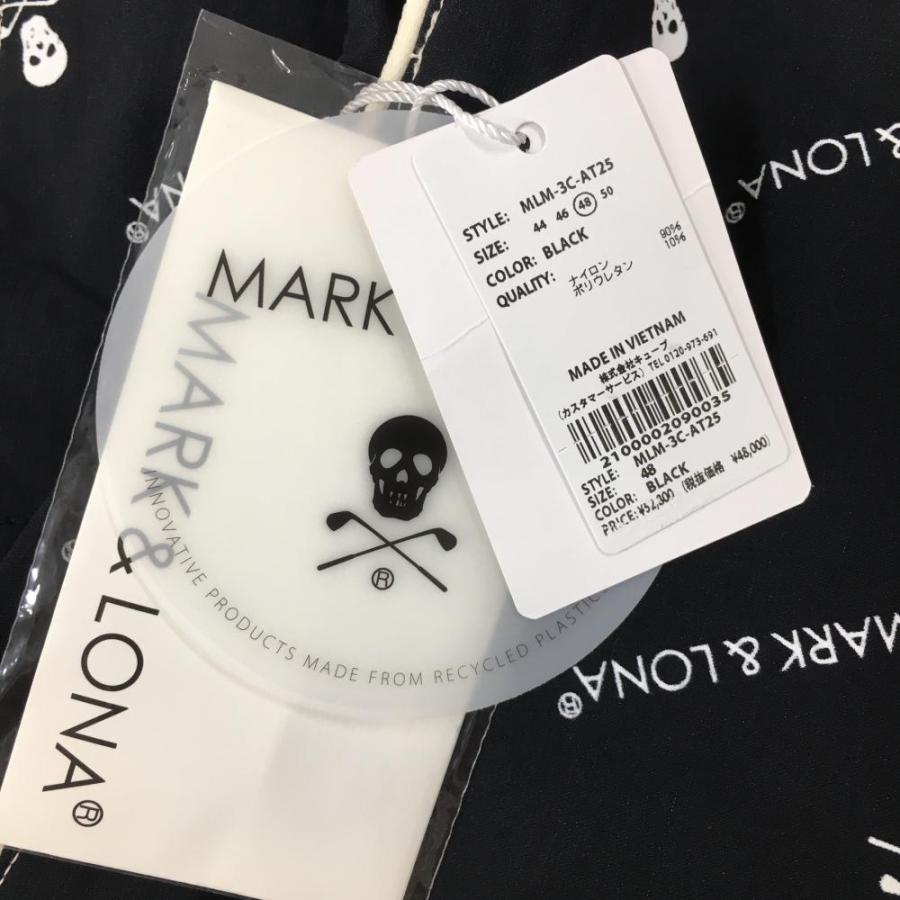 MARK
MARK &
& LONA®
®
INNOVATIVE PRODUCTS MADE FROM RECYCLED PLASTIC
STYLE: MLM-3C-AT25
SIZE: 44 46 48 50
COLOR: BLACK
QUALITY: ナイロン 90%
ポリウレタン 10%
MADE IN VIETNAM
株式会社キューブ
(カスタマーサービス) TEL 0120-973-691
2100002090035
STYLE: MLM-3C-AT25
SIZE: 48
COLOR: BLACK
PRICE: ¥52,800 (税抜価格 ¥48,000)
& LONA®
MARK & LONA®
®